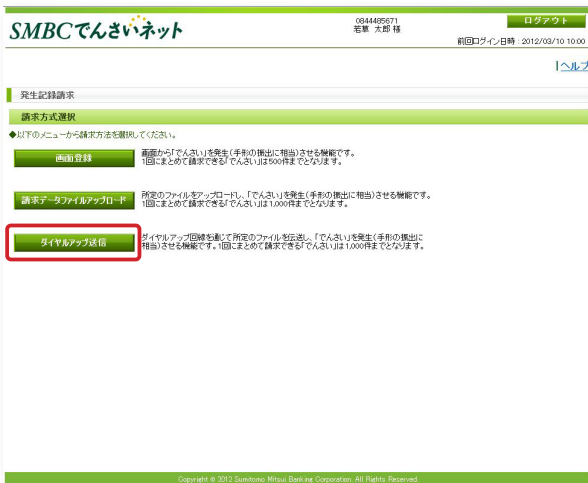 SMBCでんさいネット
0844485671
若草 太郎 様
ログアウト
前回ログイン日時 : 2012/03/10 10:00
|ヘルプ
発生記録請求
請求方式選択
◆以下のメニューから請求方法を選択してください。
画面登録
画面から「でんさい」を発生(手形の振出に相当)させる機能です。
1回にまとめて請求できる「でんさい」は500件までとなります。
請求データファイルアップロード
所定のファイルをアップロードし、「でんさい」を発生(手形の振出に相当)させる機能です。
1回にまとめて請求できる「でんさい」は1,000件までとなります。
ダイヤルアップ送信
ダイヤルアップ回線を通じて所定のファイルを伝送し、「でんさい」を発生(手形の振出に
相当)させる機能です。1回にまとめて請求できる「でんさい」は1,000件までとなります。
Copyright © 2012 Sumitomo Mitsui Banking Corporation. All Rights Reserved.